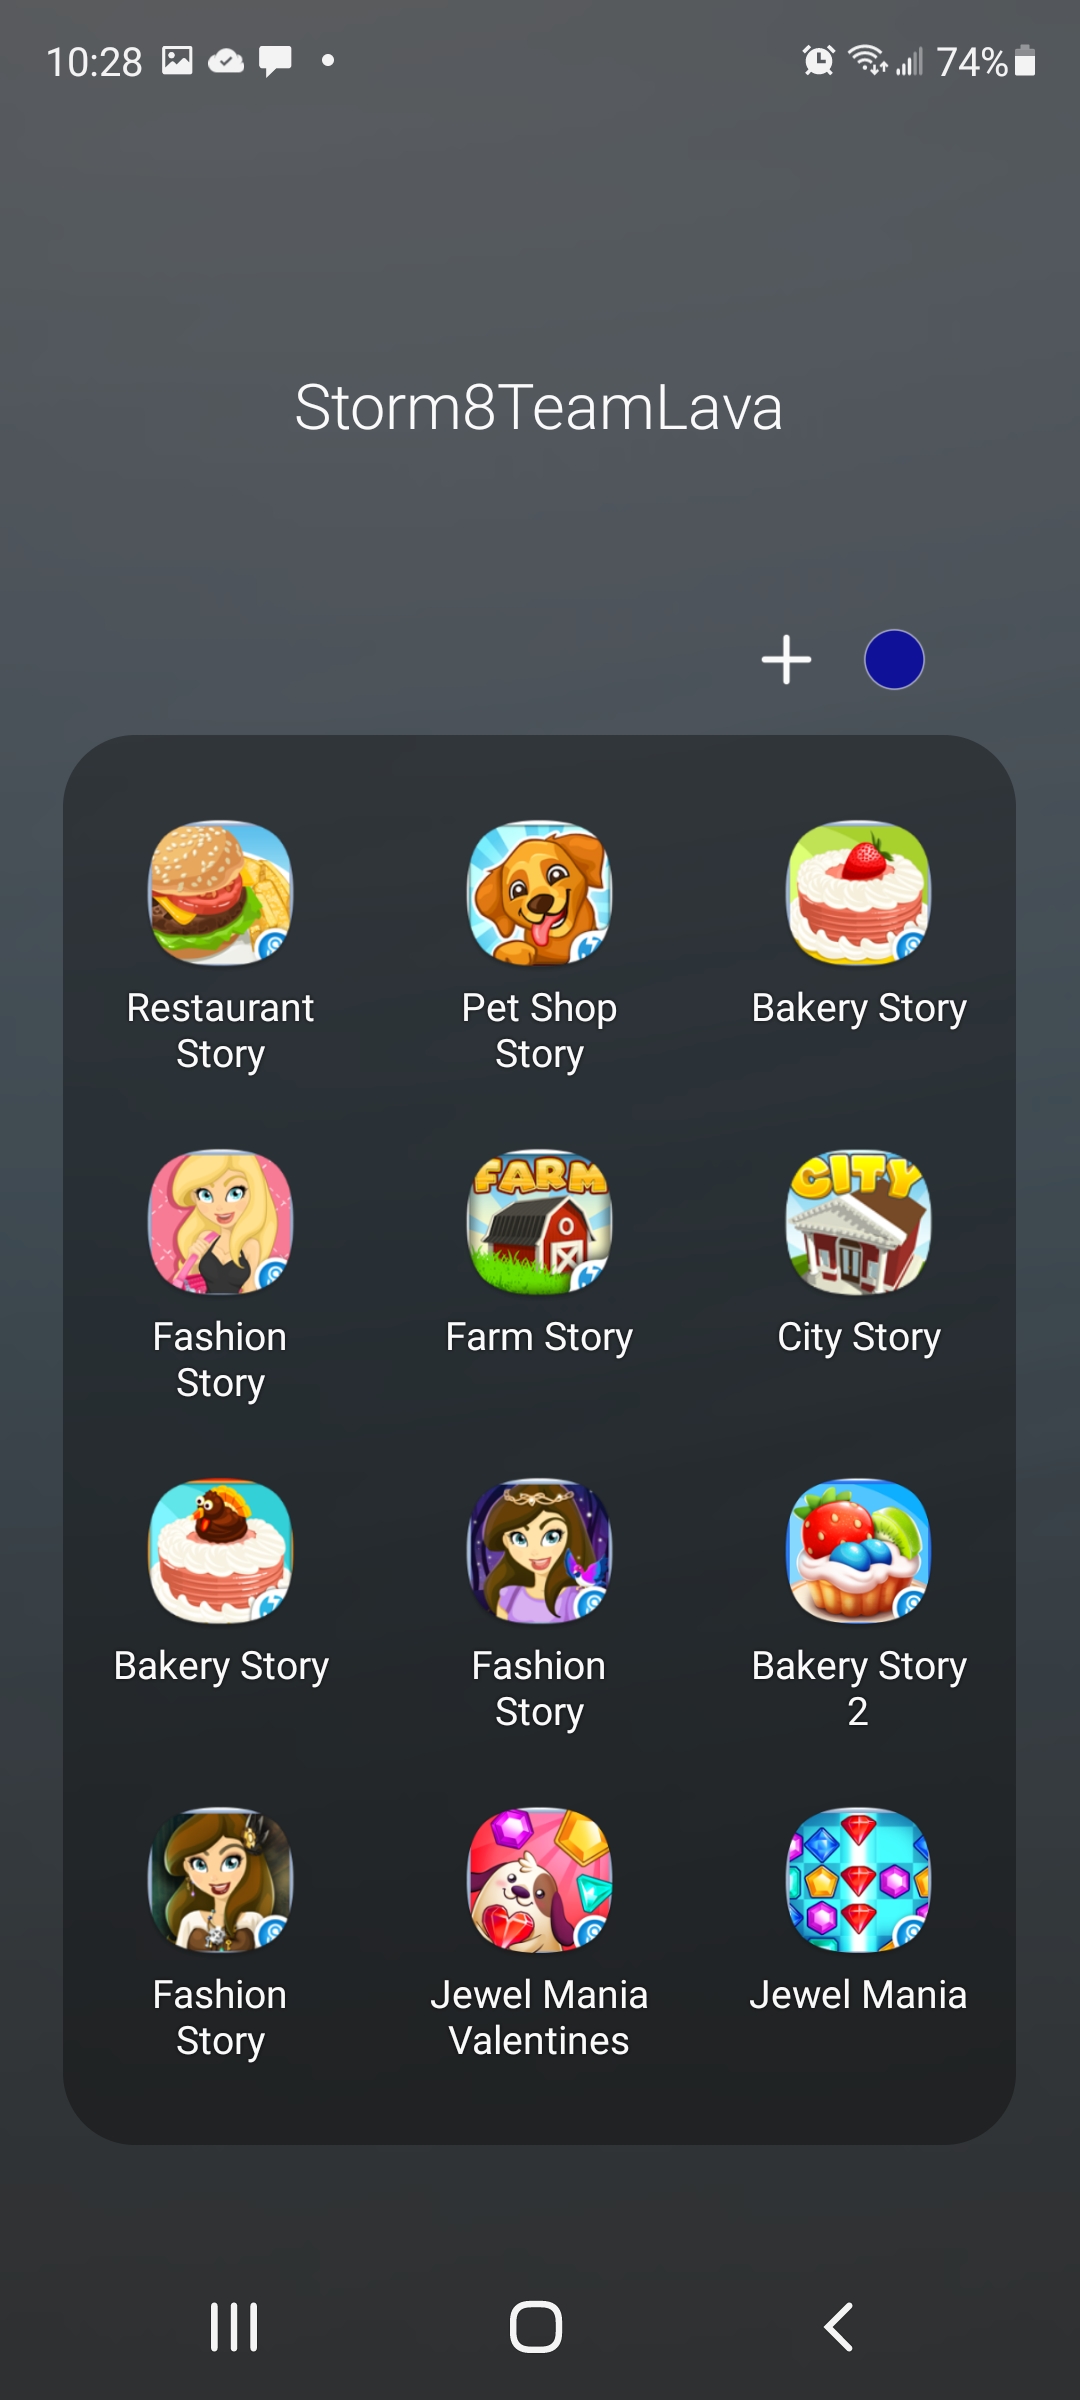 10:28
74%
Storm8TeamLava
Restaurant
Story
Pet Shop
Story
Bakery Story
FARM
CITY
Fashion
Story
Farm Story
City Story
Bakery Story
Fashion
Story
Bakery Story
2
Fashion
Story
Jewel Mania
Valentines
Jewel Mania